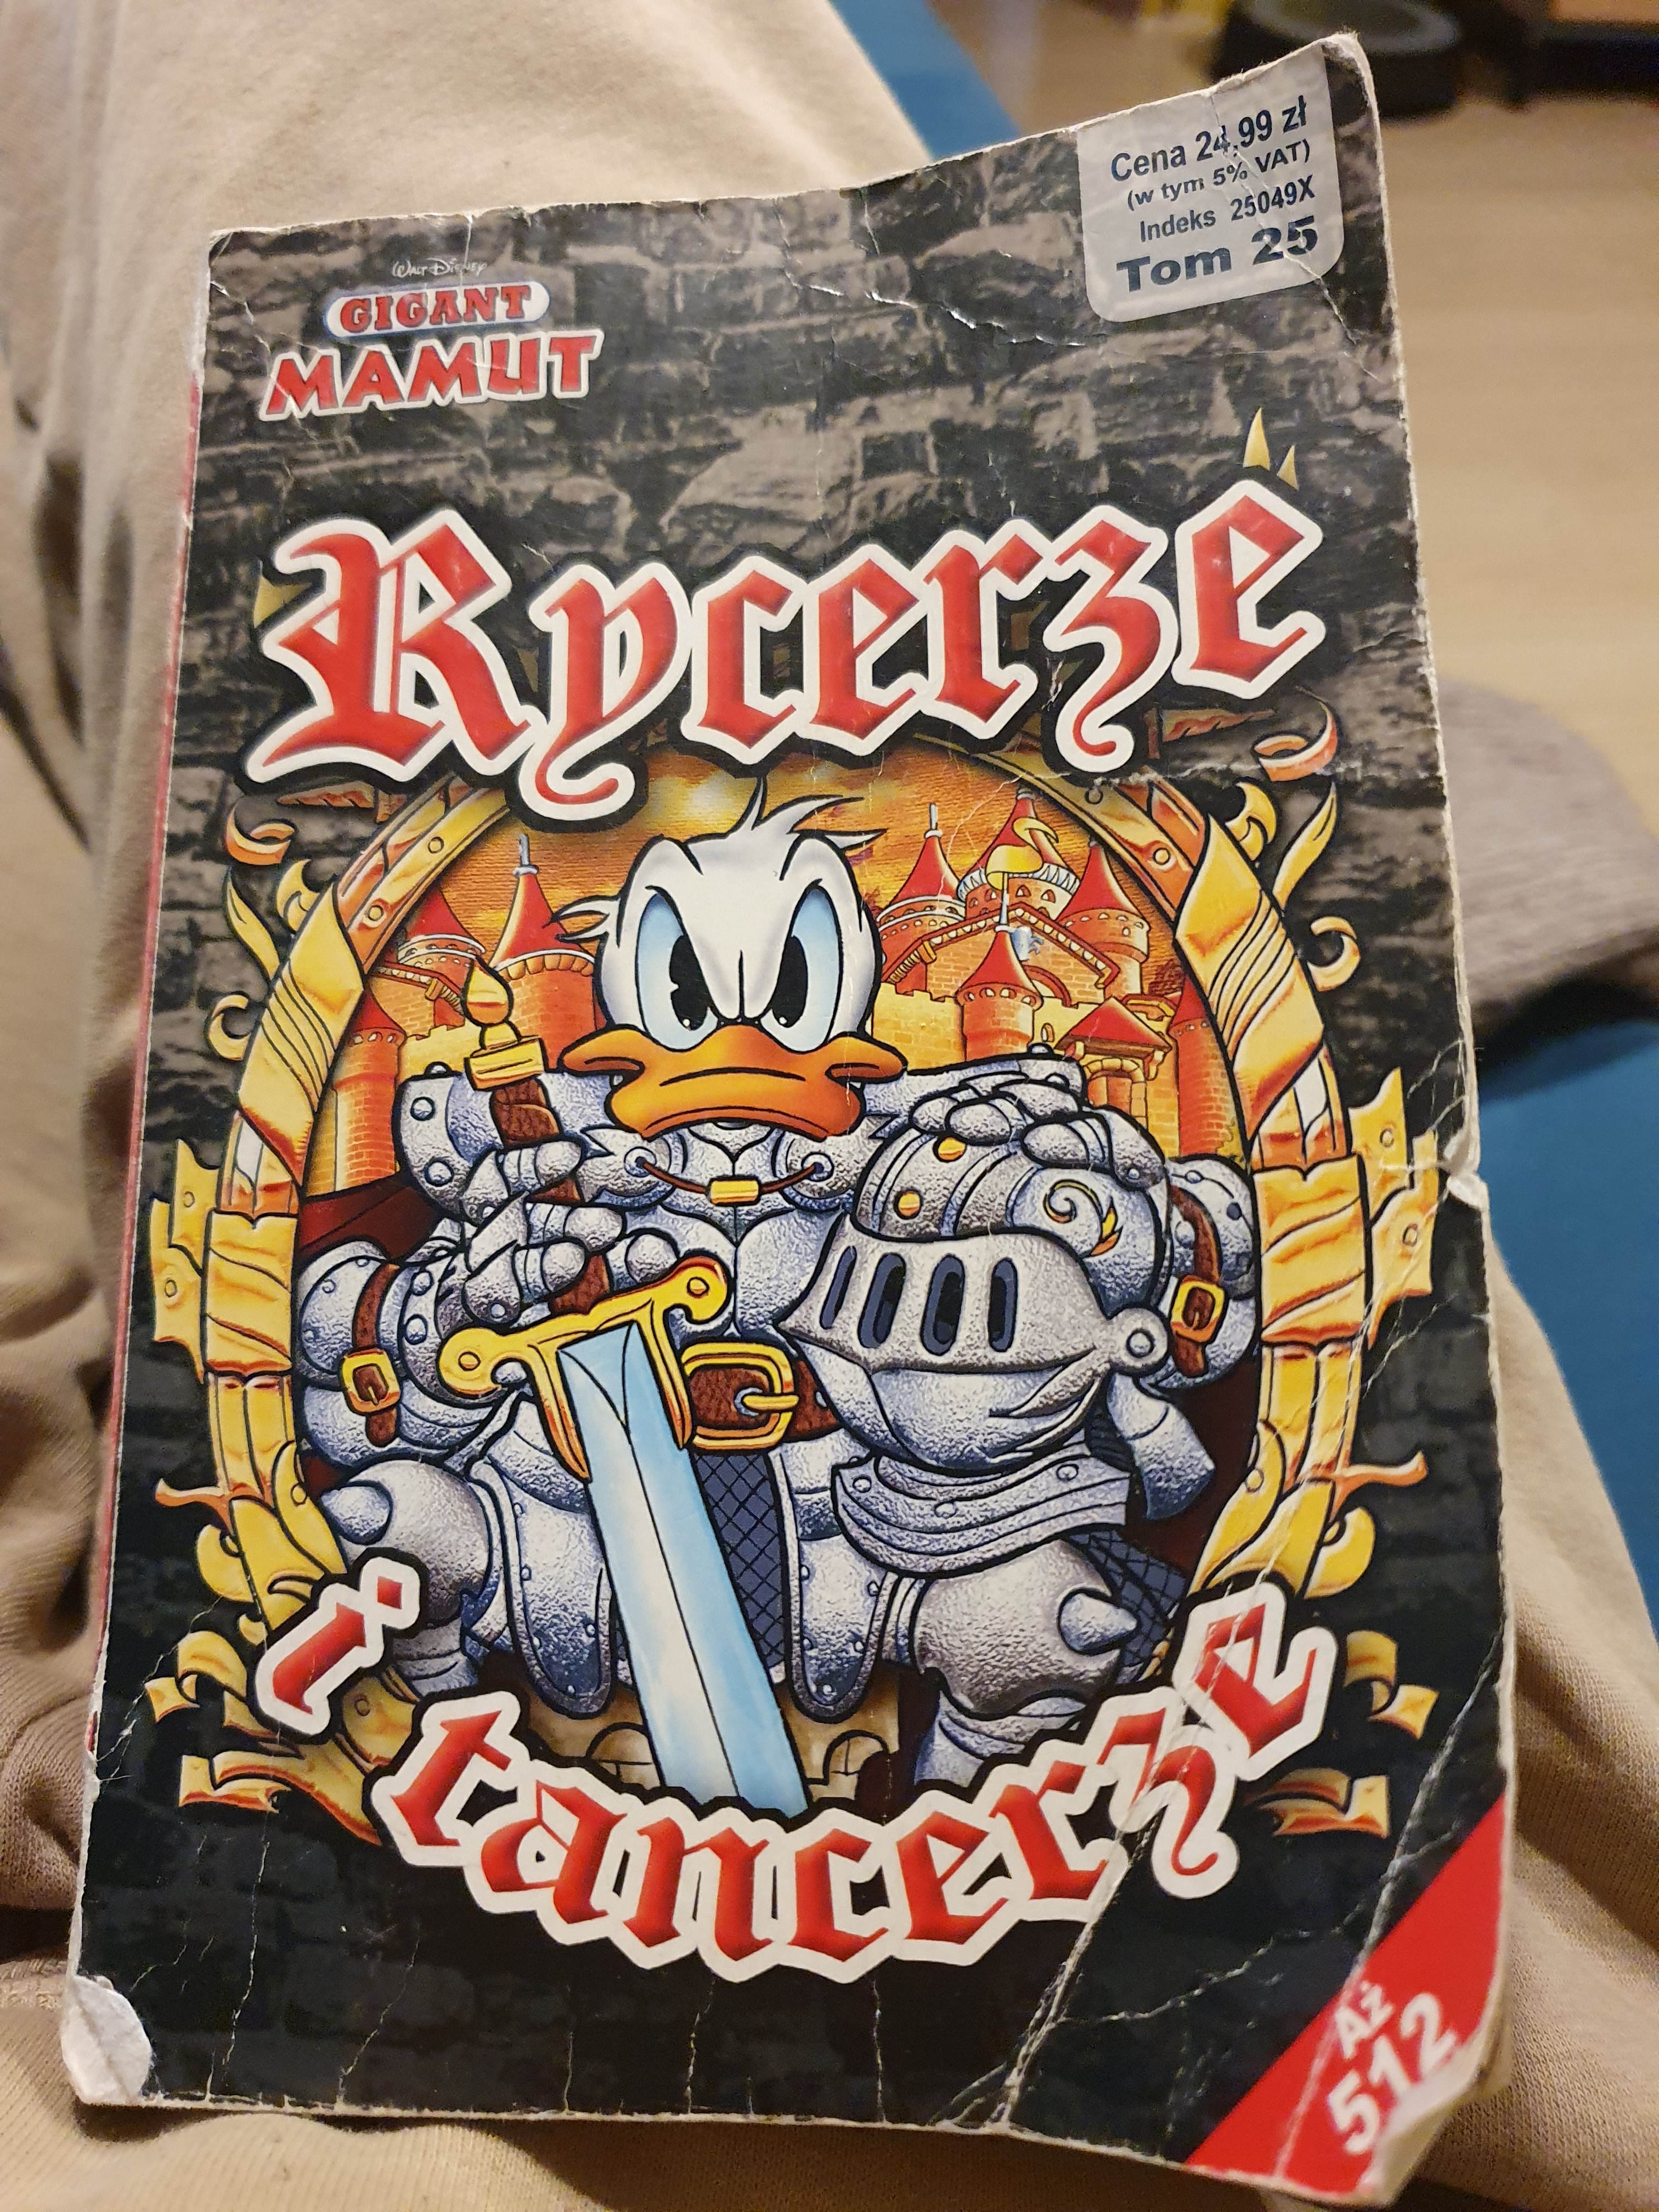 Cena 24,99 zł
(w tym 5% VAT)
Indeks 25049X
Tom 25
WALT DISNEY
GIGANT
MAMUT
Rycerze
i tancerze
Aż
512